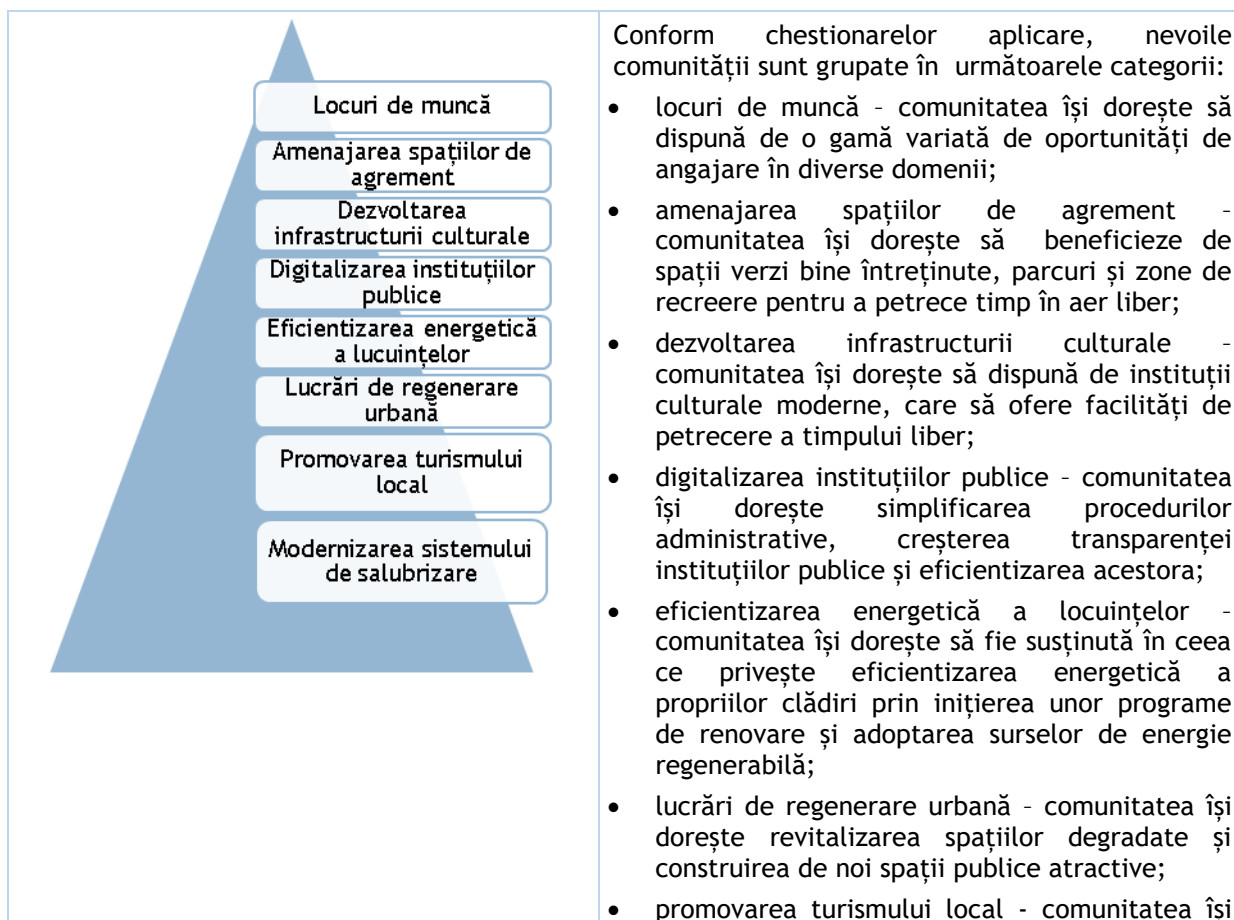 Locuri de muncă
Amenajarea spațiilor de
agrement
Dezvoltarea
infrastructurii culturale
Digitalizarea instituțiilor
publice
Eficientizarea energetică
a lucuințelor
Lucrări de regenerare
urbană
Promovarea turismului
local
Modernizarea sistemului
de salubrizare
Conform chestionarelor aplicare, nevoile
comunității sunt grupate în următoarele categorii:
• locuri de muncă – comunitatea își dorește să
dispună de o gamă variată de oportunități de
angajare în diverse domenii;
• amenajarea spațiilor de agrement –
comunitatea își dorește să beneficieze de
spații verzi bine întreținute, parcuri și zone de
recreere pentru a petrece timp în aer liber;
• dezvoltarea infrastructurii culturale –
comunitatea își dorește să dispună de instituții
culturale moderne, care să ofere facilități de
petrecere a timpului liber;
• digitalizarea instituțiilor publice – comunitatea
își dorește simplificarea procedurilor
administrative, creșterea transparenței
instituțiilor publice și eficientizarea acestora;
• eficientizarea energetică a locuințelor –
comunitatea își dorește să fie susținută în ceea
ce privește eficientizarea energetică a
propriilor clădiri prin inițierea unor programe
de renovare și adoptarea surselor de energie
regenerabilă;
• lucrări de regenerare urbană – comunitatea își
dorește revitalizarea spațiilor degradate și
construirea de noi spații publice atractive;
• promovarea turismului local - comunitatea își